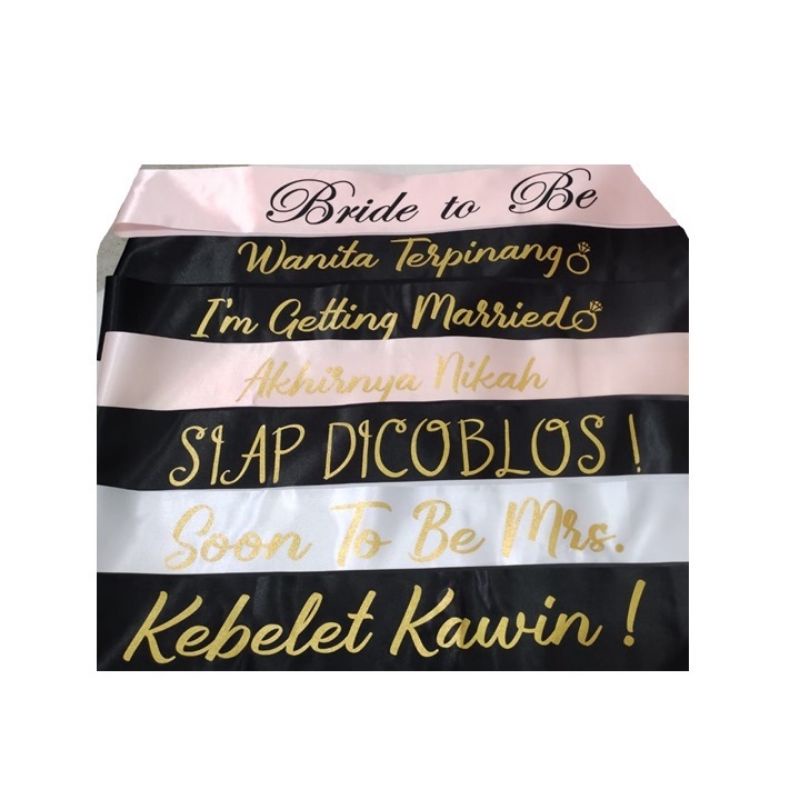 Bride to Be
Wanita Terpinang
I'm Getting Married
Akhirnya Nikah
SIAP DICOBLOS !
Soon To Be Mrs.
Kebelet Kawin !